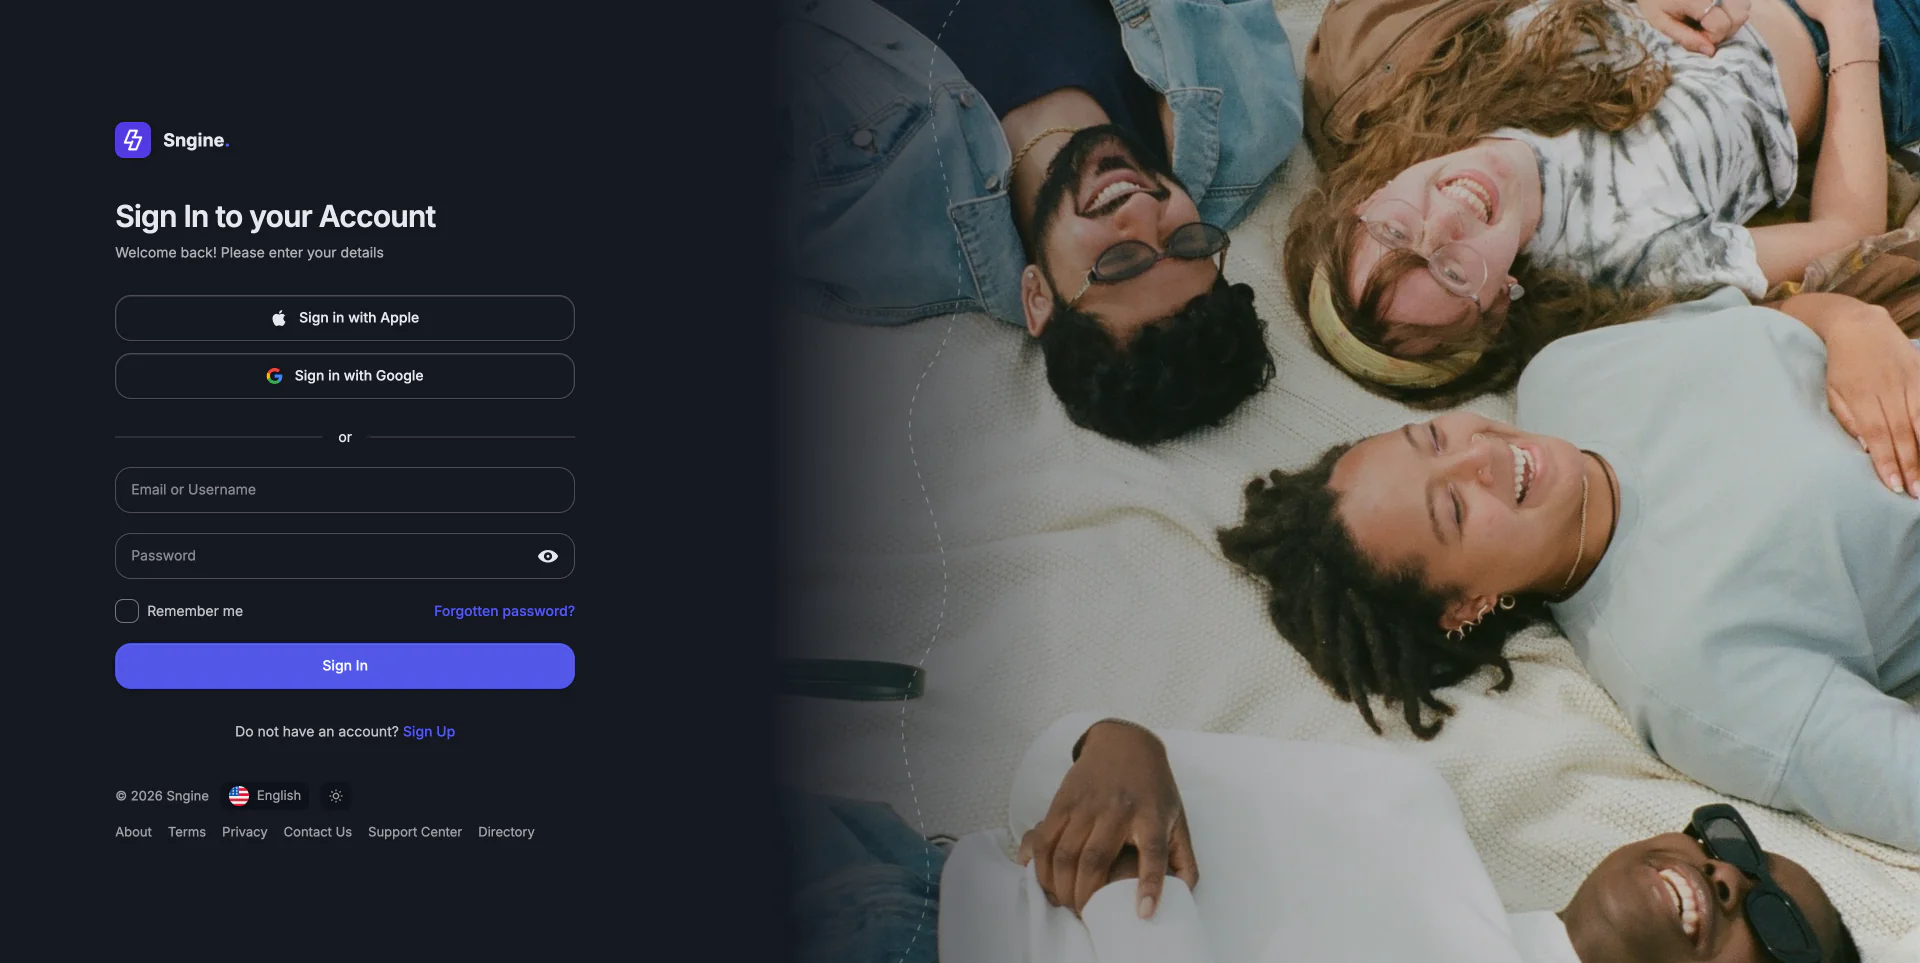 Sngine.
Sign In to your Account
Welcome back! Please enter your details
Sign in with Apple
Sign in with Google
or
Email or Username
Password
Remember me
Forgotten password?
Sign In
Do not have an account? Sign Up
© 2026 Sngine English
About Terms Privacy Contact Us Support Center Directory